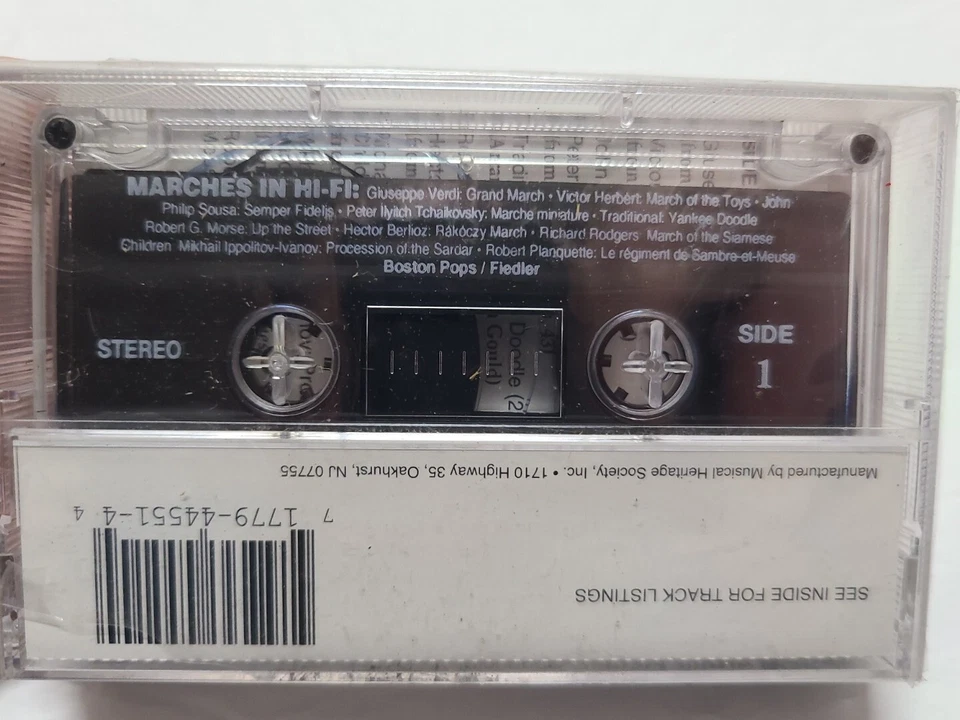 MARCHES IN HI-FI: Giuseppe Verdi: Grand March • Victor Herbert: March of the Toys • John
Philip Sousa: Semper Fidelis • Peter Ilyitch Tchaikovsky: Marche miniature • Traditional: Yankee Doodle
Robert G. Morse: Up the Street • Hector Berlioz: Rákóczy March • Richard Rodgers: March of the Siamese
Children Mikhail Ippolitov-Ivanov: Procession of the Sardar • Robert Planquette: Le régiment de Sambre-et-Meuse
Boston Pops / Fiedler
STEREO
Doodle (2
Gould)
SIDE
1
Manufactured by Musical Heritage Society, Inc. • 1710 Highway 35, Oakhurst, NJ 07755
7 1779-44551-4 4
SEE INSIDE FOR TRACK LISTINGS